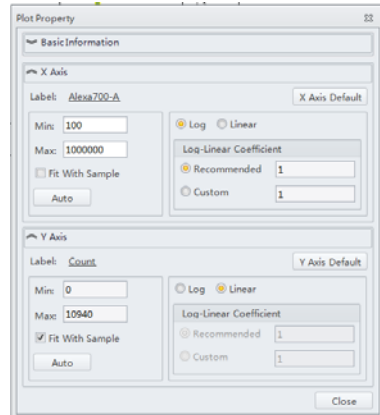 Plot Property
Basic Information
X Axis
Label: Alexa700-A X Axis Default
Min: 100 Log Linear
Max: 1000000 Log-Linear Coefficient
Fit With Sample Recommended 1
Auto Custom 1
Y Axis
Label: Count Y Axis Default
Min: 0 Log Linear
Max: 10940 Log-Linear Coefficient
Fit With Sample Recommended 1
Auto Custom 1
Close